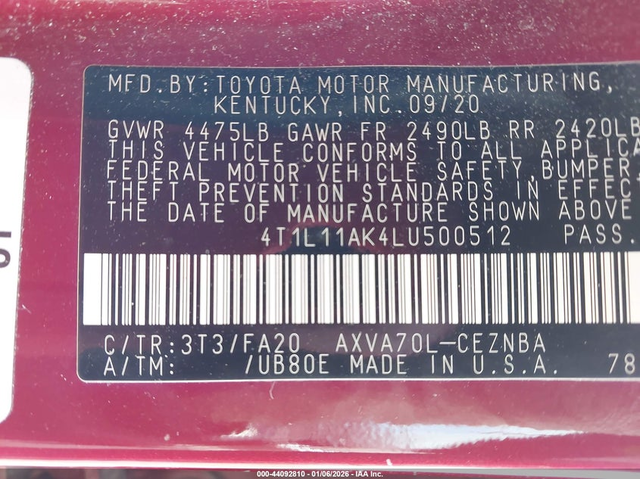 MFD.BY:TOYOTA MOTOR MANUFACTURING,
KENTUCKY,INC.09/20
GVWR 4475LB GAWR FR 2490LB RR 2420LB
THIS VEHICLE CONFORMS TO ALL APPLICA
FEDERAL MOTOR VEHICLE SAFETY,BUMPER,
THEFT PREVENTION STANDARDS IN EFFEC
THE DATE OF MANUFACTURE SHOWN ABOVE
4T1L11AK4LU500512 PASS.
C/TR:3T3/FA20 AXVA70L-CEZNBA
A/TM: /UB80E MADE IN U.S.A. 78
000-44092810 - 01/06/2026 - IAA Inc.